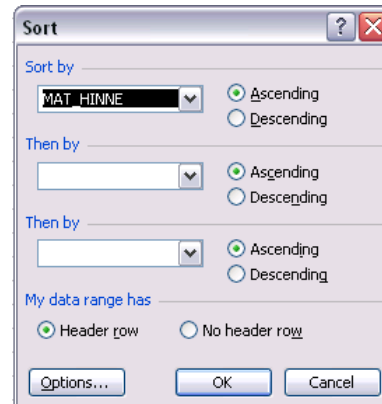 Sort
Sort by
MAT_HINNE
Ascending
Descending
Then by
Ascending
Descending
Then by
Ascending
Descending
My data range has
Header row
No header row
Options...
OK
Cancel